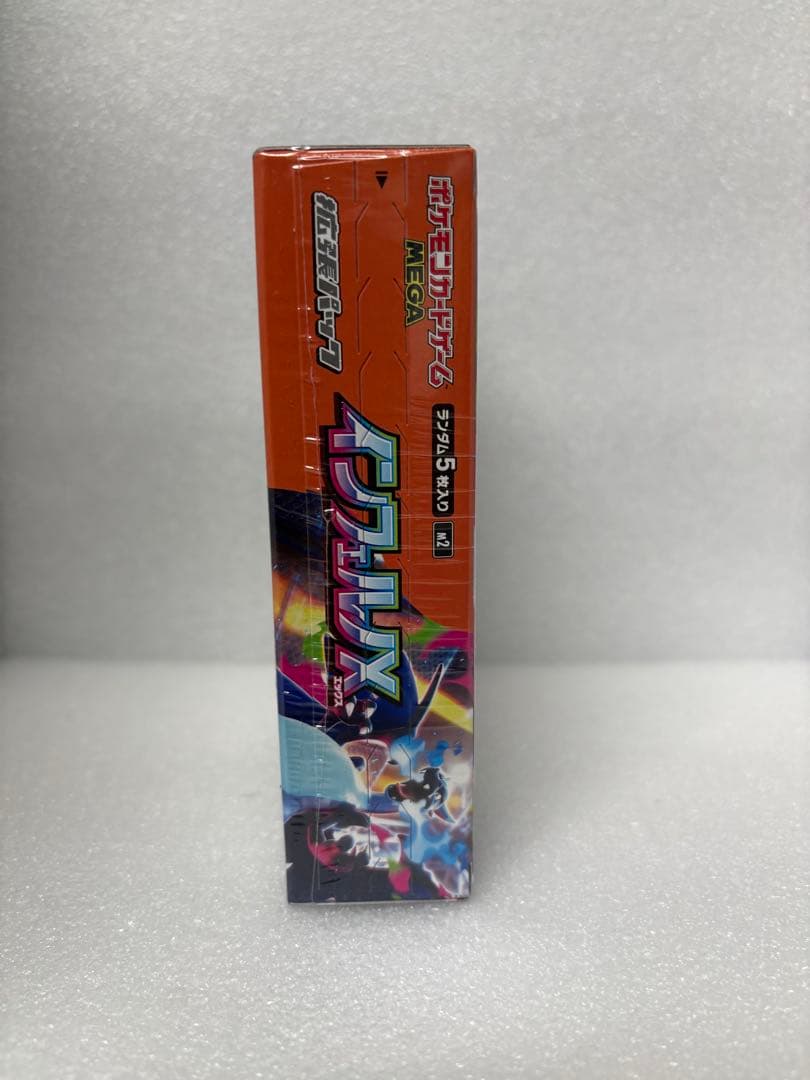 ポケモンカードゲーム
MEGA
拡張パック
ランダム5枚入り
M2
インフェルノX
エックス